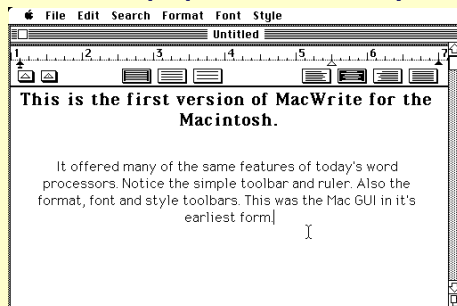 File Edit Search Format Font Style
Untitled
1 2 3 4 5 6 7
This is the first version of MacWrite for the
Macintosh.
It offered many of the same features of today's word
processors. Notice the simple toolbar and ruler. Also the
format, font and style toolbars. This was the Mac GUI in it's
earliest form.